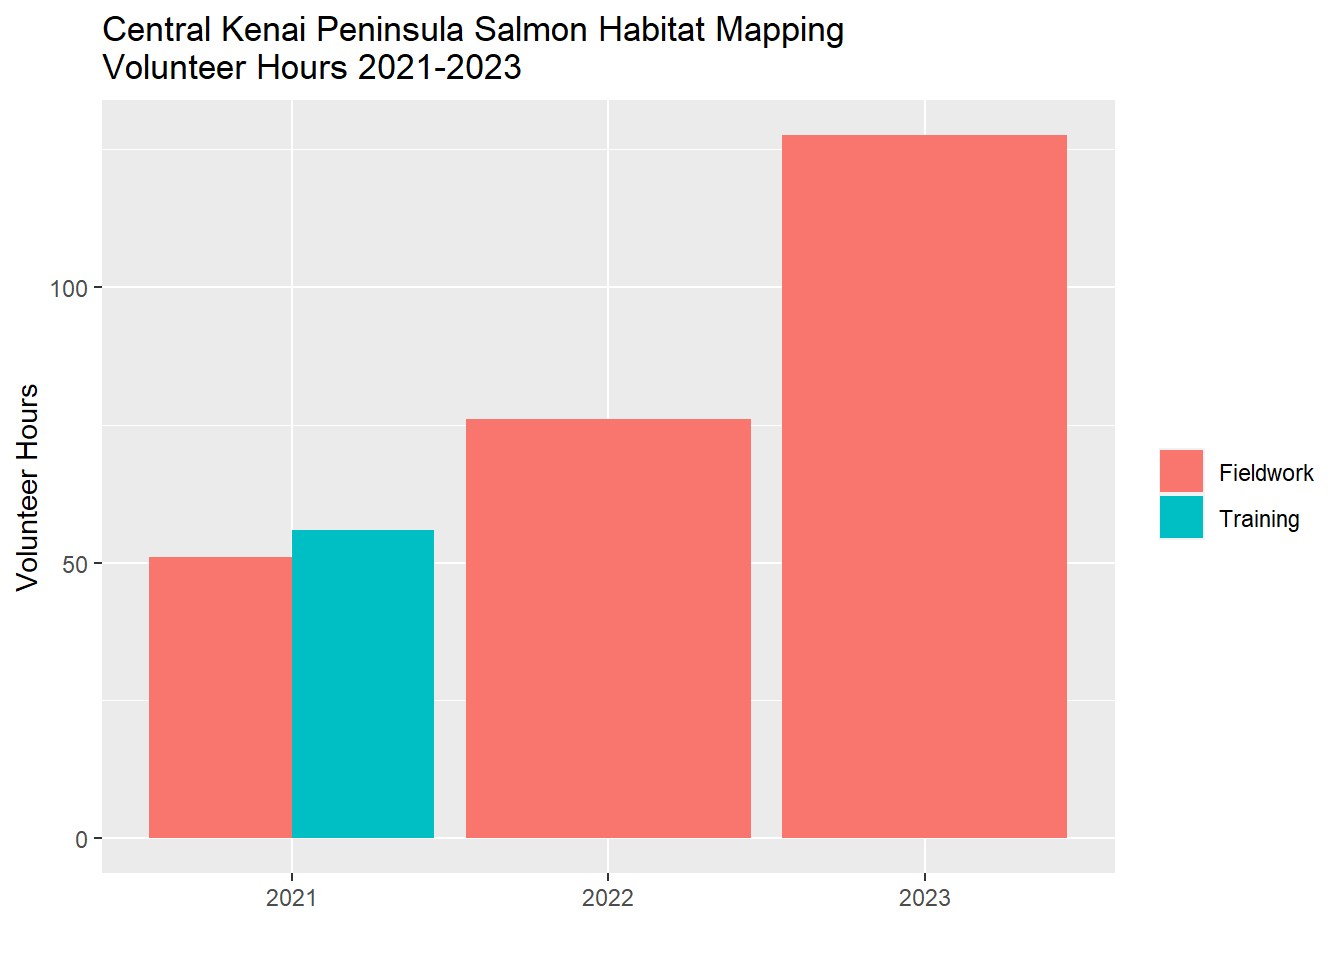 Central Kenai Peninsula Salmon Habitat Mapping
Volunteer Hours 2021-2023
Volunteer Hours
100
50
0
2021
2022
2023
Fieldwork
Training